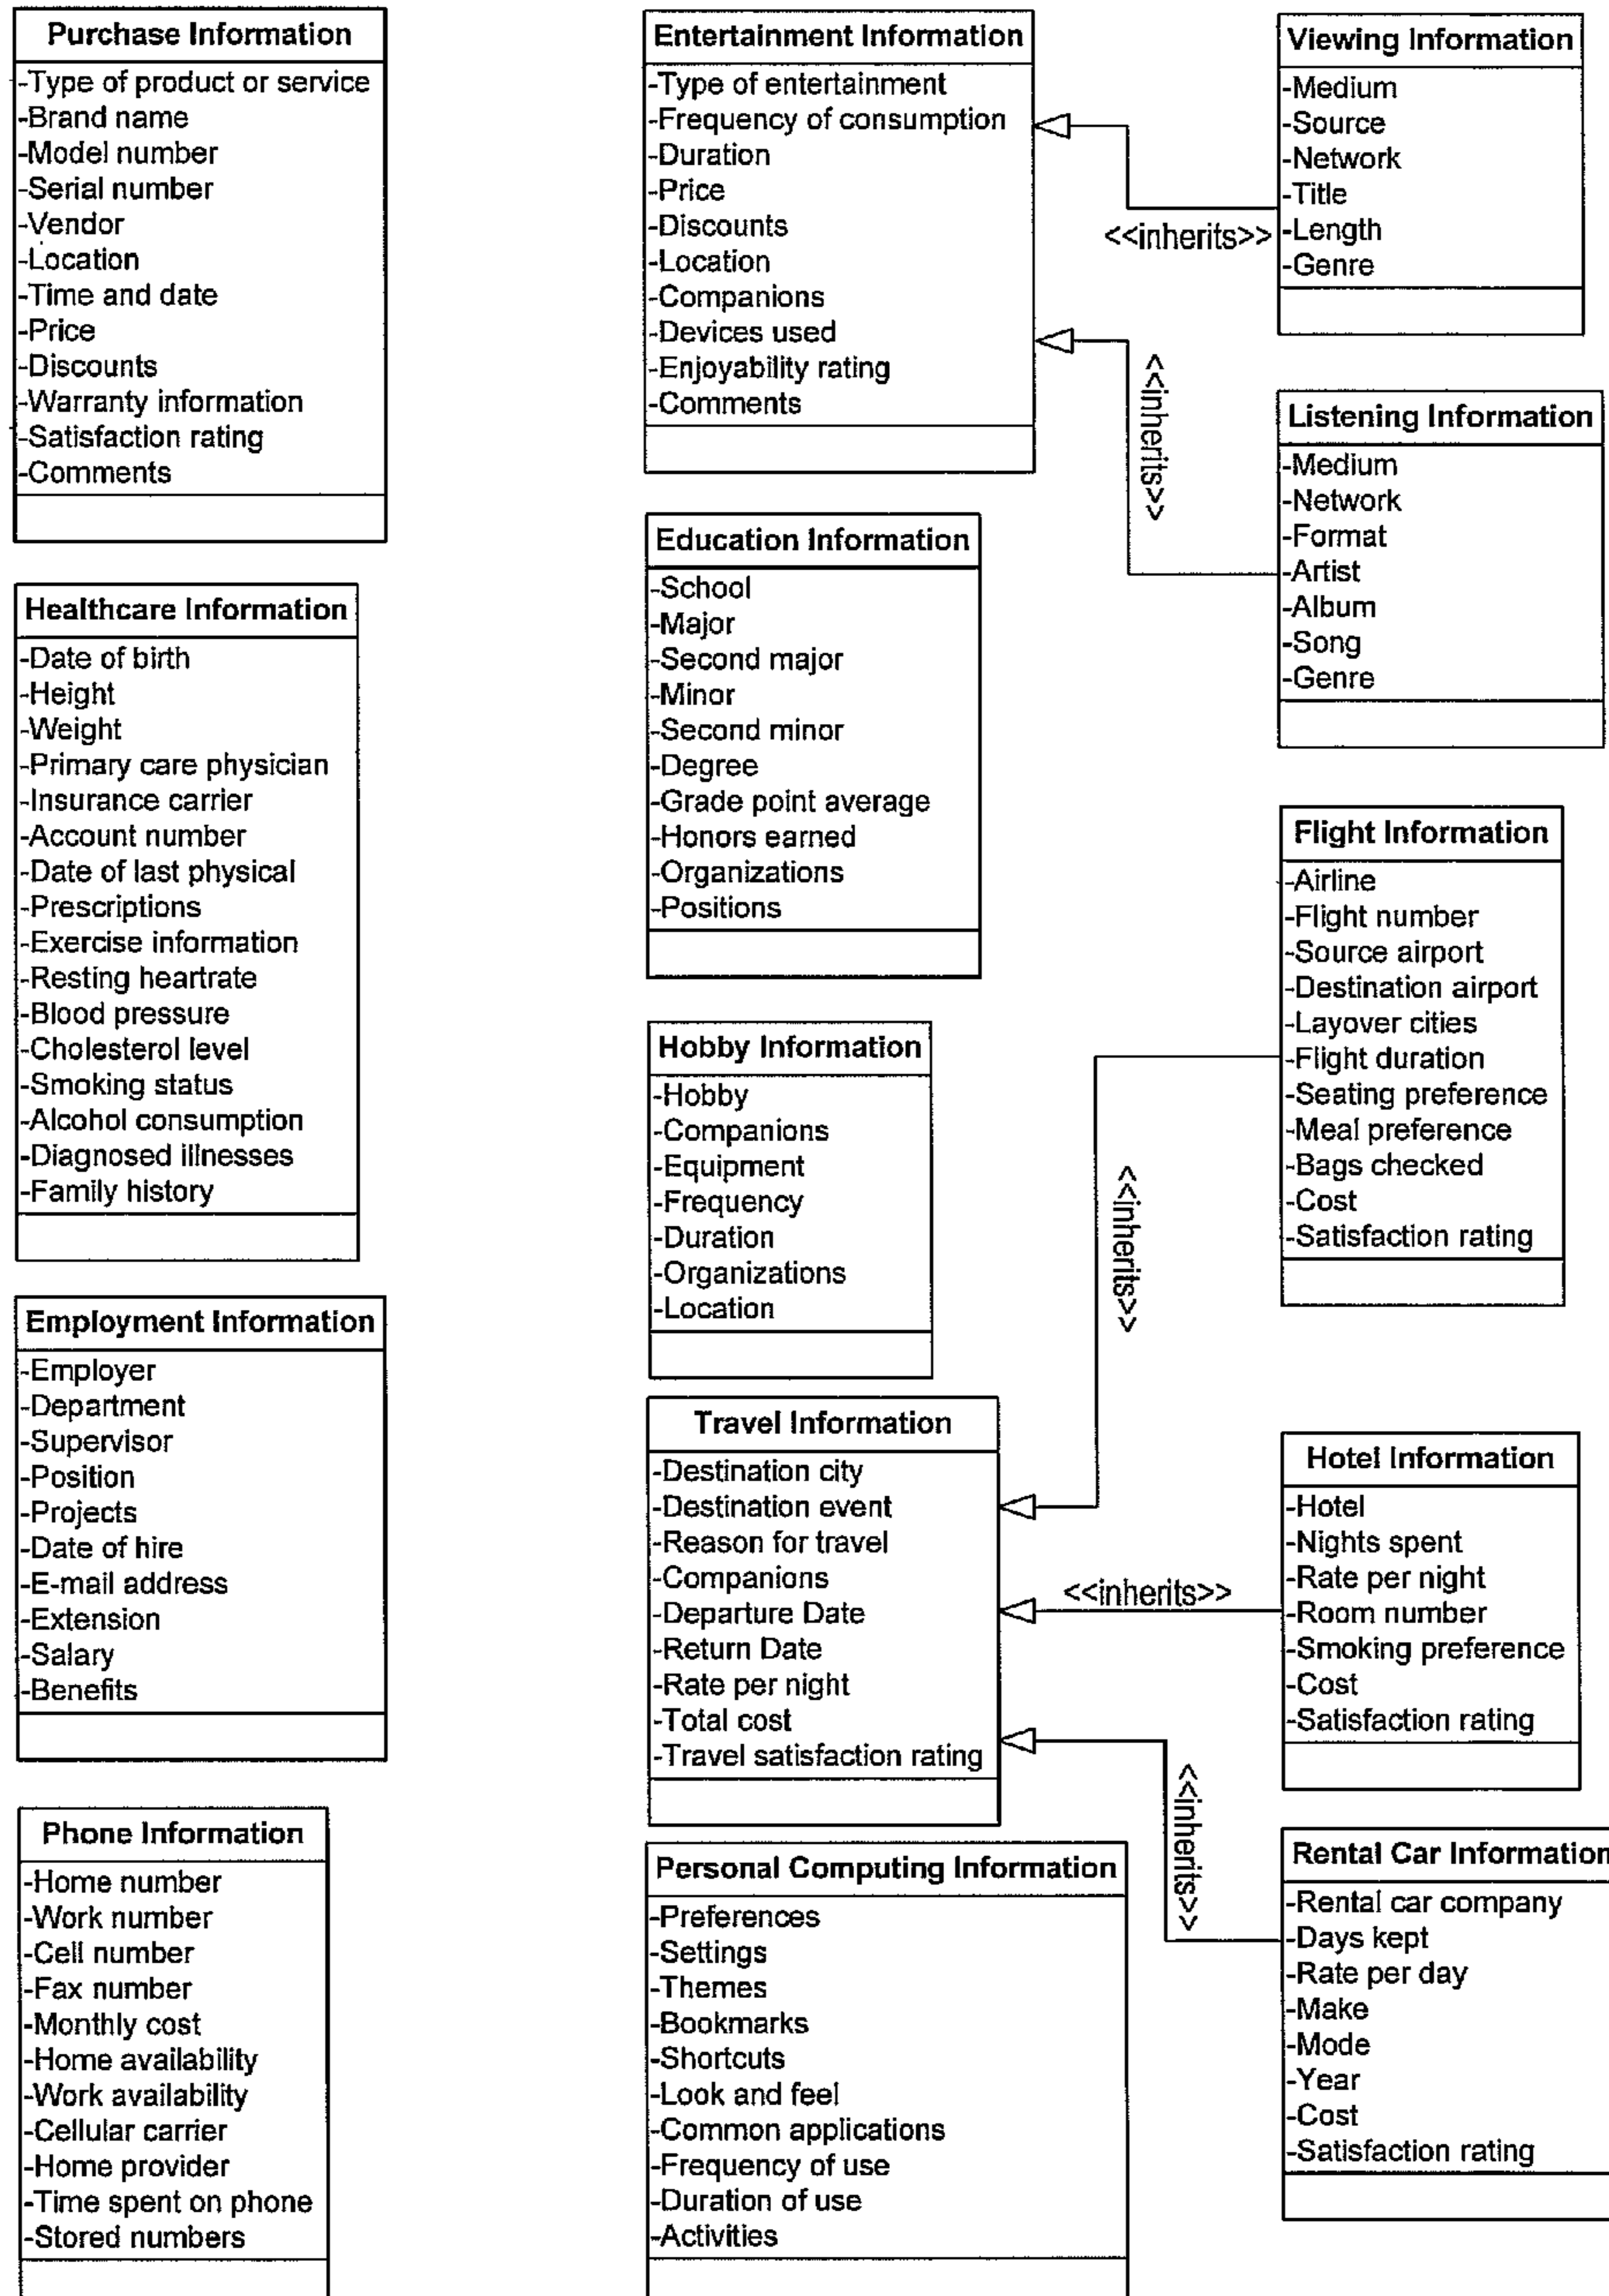 Purchase Information
-Type of product or service
-Brand name
-Model number
-Serial number
-Vendor
-Location
-Time and date
-Price
-Discounts
-Warranty information
-Satisfaction rating
-Comments
Healthcare Information
-Date of birth
-Height
-Weight
-Primary care physician
-Insurance carrier
-Account number
-Date of last physical
-Prescriptions
-Exercise information
-Resting heartrate
-Blood pressure
-Cholesterol level
-Smoking status
-Alcohol consumption
-Diagnosed illnesses
-Family history
Employment Information
-Employer
-Department
-Supervisor
-Position
-Projects
-Date of hire
-E-mail address
-Extension
-Salary
-Benefits
Phone Information
-Home number
-Work number
-Cell number
-Fax number
-Monthly cost
-Home availability
-Work availability
-Cellular carrier
-Home provider
-Time spent on phone
-Stored numbers
Entertainment Information
-Type of entertainment
-Frequency of consumption
-Duration
-Price
-Discounts
-Location
-Companions
-Devices used
-Enjoyability rating
-Comments
Education Information
-School
-Major
-Second major
-Minor
-Second minor
-Degree
-Grade point average
-Honors earned
-Organizations
-Positions
Hobby Information
-Hobby
-Companions
-Equipment
-Frequency
-Duration
-Organizations
-Location
Travel Information
-Destination city
-Destination event
-Reason for travel
-Companions
-Departure Date
-Return Date
-Rate per night
-Total cost
-Travel satisfaction rating
Personal Computing Information
-Preferences
-Settings
-Themes
-Bookmarks
-Shortcuts
-Look and feel
-Common applications
-Frequency of use
-Duration of use
-Activities
<<inherits>>
<<inherits>>
<<inherits>>
<<inherits>>
<<inherits>>
Viewing Information
-Medium
-Source
-Network
-Title
-Length
-Genre
Listening Information
-Medium
-Network
-Format
-Artist
-Album
-Song
-Genre
Flight Information
-Airline
-Flight number
-Source airport
-Destination airport
-Layover cities
-Flight duration
-Seating preference
-Meal preference
-Bags checked
-Cost
-Satisfaction rating
Hotel Information
-Hotel
-Nights spent
-Rate per night
-Room number
-Smoking preference
-Cost
-Satisfaction rating
Rental Car Information
-Rental car company
-Days kept
-Rate per day
-Make
-Mode
-Year
-Cost
-Satisfaction rating